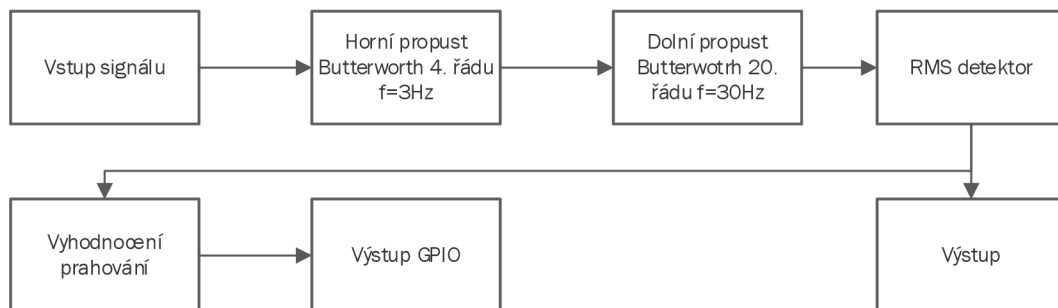 Vstup signálu
Horní propust
Butterworth 4. řádu
f=3Hz
Dolní propust
Butterwotrh 20.
řádu f=30Hz
RMS detektor
Vyhodnocení
prahování
Výstup GPIO
Výstup